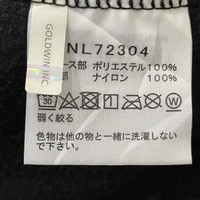 GOLDWIN INC.
NL72304
ース部 ポリエステル100%
部 ナイロン 100%
30
W
弱く絞る
色物は他の物と一緒に洗濯しない
で下さい。